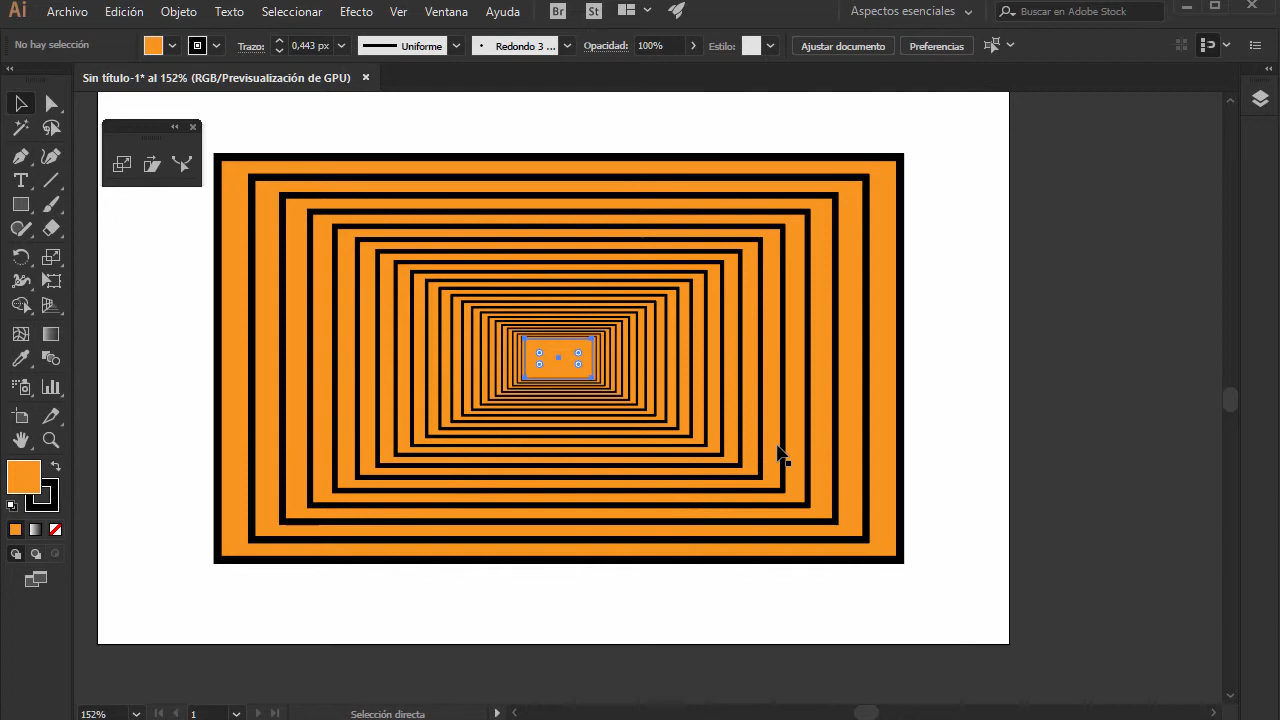 Ai Archivo Edición Objeto Texto Seleccionar Efecto Ver Ventana Ayuda Br St Aspectos esenciales Buscar en Adobe Stock
No hay selección Trazo: 0,443 px Uniforme Redondo 3 ... Opacidad: 100% Estilo: Ajustar documento Preferencias
Sin título-1* al 152% (RGB/Previsualización de GPU)
152% 1 Selección directa